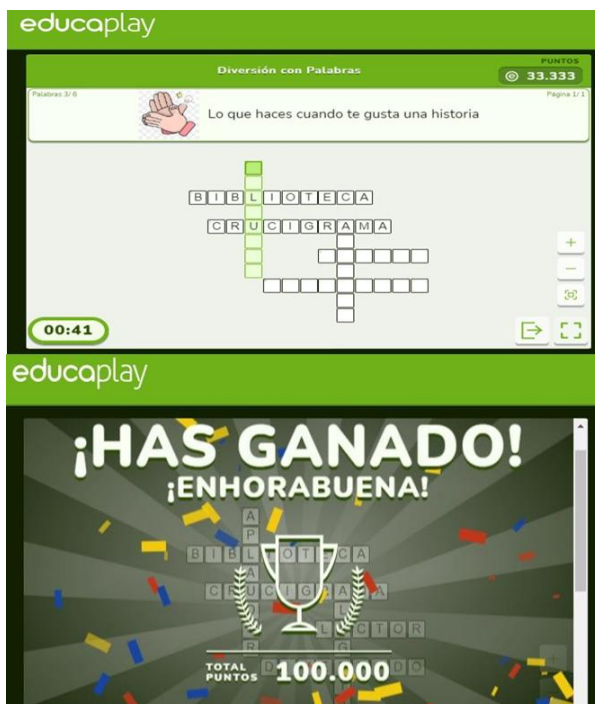 educaplay
Diversión con Palabras
PUNTOS
33.333
Palabras 3/6
Página 1/1
Lo que haces cuando te gusta una historia
BIBLIOTECA
CRUCIGRAMA
00:41
educaplay
¡HAS GANADO!
¡ENHORABUENA!
TOTAL
PUNTOS
100.000